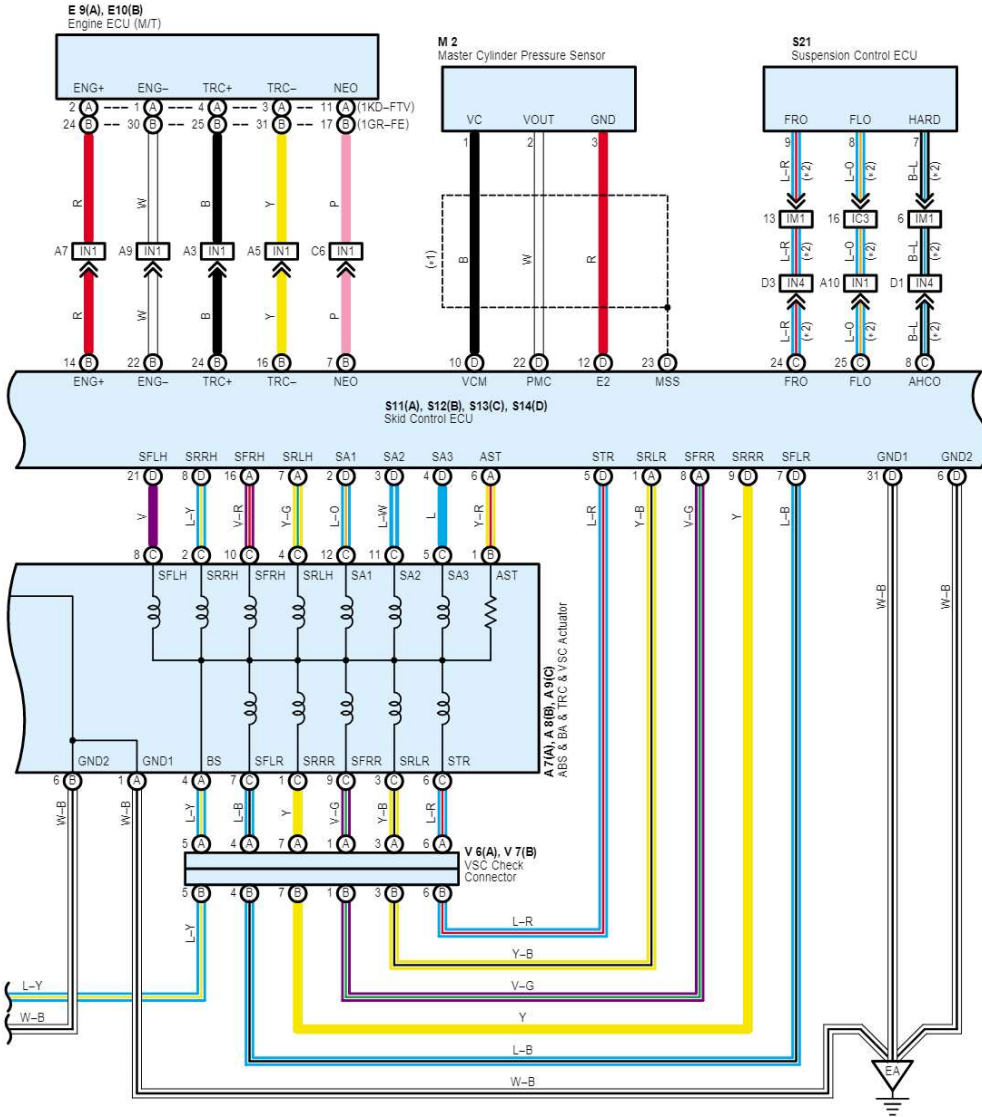 E 9(A), E10(B)
Engine ECU (M/T)
M 2
Master Cylinder Pressure Sensor
S21
Suspension Control ECU
ENG+ ENG– TRC+ TRC– NEO
2 A 1 A 4 A 3 A 11 A (1KD–FTV)
24 B 30 B 25 B 31 B 17 B (1GR–FE)
VC VOUT GND
1 2 3
FRO FLO HARD
9 8 7
L–R (*2) L–O (*2) B–L (*2)
R W B Y P
13 IM1 16 IC3 6 IM1
A7 IN1 A9 IN1 A3 IN1 A5 IN1 C6 IN1
(*1) B W R
L–R (*2) L–O (*2) B–L (*2)
D3 IN4 A10 IN1 D1 IN4
R W B Y P
L–R (*2) L–O (*2) B–L (*2)
14 B 22 B 24 B 16 B 7 B 10 D 22 D 12 D 23 D 24 C 25 C 8 C
ENG+ ENG– TRC+ TRC– NEO VCM PMC E2 MSS FRO FLO AHCO
S11(A), S12(B), S13(C), S14(D)
Skid Control ECU
SFLH SRRH SFRH SRLH SA1 SA2 SA3 AST STR SRLR SFRR SRRR SFLR GND1 GND2
21 D 8 D 16 A 7 A 2 D 3 D 4 D 6 A 5 D 1 A 8 A 9 D 7 D 31 D 6 D
V L–Y V–R Y–G L–O L–W L Y–R L–R Y–B V–G Y L–B
8 C 2 C 10 C 4 C 12 C 11 C 5 C 1 B
SFLH SRRH SFRH SRLH SA1 SA2 SA3 AST
W–B W–B
A 7(A), A 8(B), A 9(C)
ABS & BA & TRC & VSC Actuator
GND2 GND1 BS SFLR SRRR SFRR SRLR STR
6 B 1 A 4 A 7 C 1 C 9 C 3 C 6 C
W–B W–B L–Y L–B Y V–G Y–B L–R
5 A 4 A 7 A 1 A 3 A 6 A
V 6(A), V 7(B)
VSC Check
Connector
5 B 4 B 7 B 1 B 3 B 6 B
L–Y
L–R
Y–B
L–Y
V–G
W–B
Y
L–B
W–B
EA